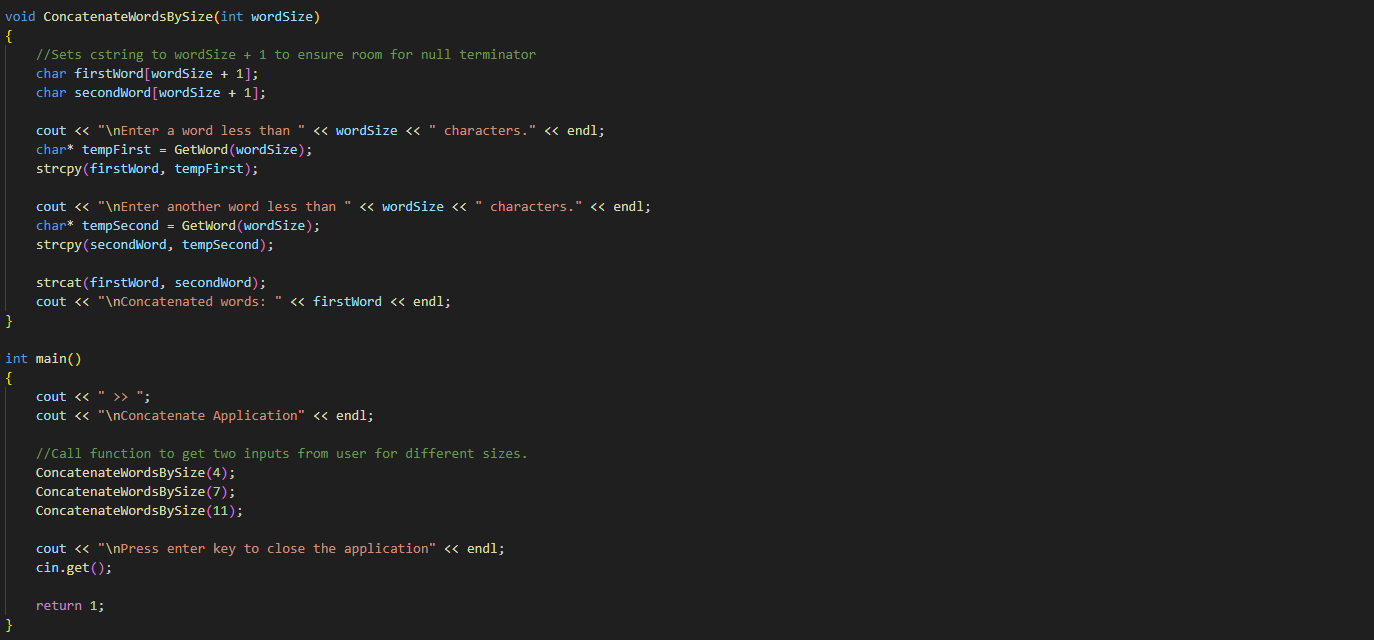 void ConcatenateWordsBySize(int wordSize)
{
    //Sets cstring to wordSize + 1 to ensure room for null terminator
    char firstWord[wordSize + 1];
    char secondWord[wordSize + 1];

    cout << "\nEnter a word less than " << wordSize << " characters." << endl;
    char* tempFirst = GetWord(wordSize);
    strcpy(firstWord, tempFirst);

    cout << "\nEnter another word less than " << wordSize << " characters." << endl;
    char* tempSecond = GetWord(wordSize);
    strcpy(secondWord, tempSecond);

    strcat(firstWord, secondWord);
    cout << "\nConcatenated words: " << firstWord << endl;
}

int main()
{
    cout << " >> ";
    cout << "\nConcatenate Application" << endl;

    //Call function to get two inputs from user for different sizes.
    ConcatenateWordsBySize(4);
    ConcatenateWordsBySize(7);
    ConcatenateWordsBySize(11);

    cout << "\nPress enter key to close the application" << endl;
    cin.get();

    return 1;
}